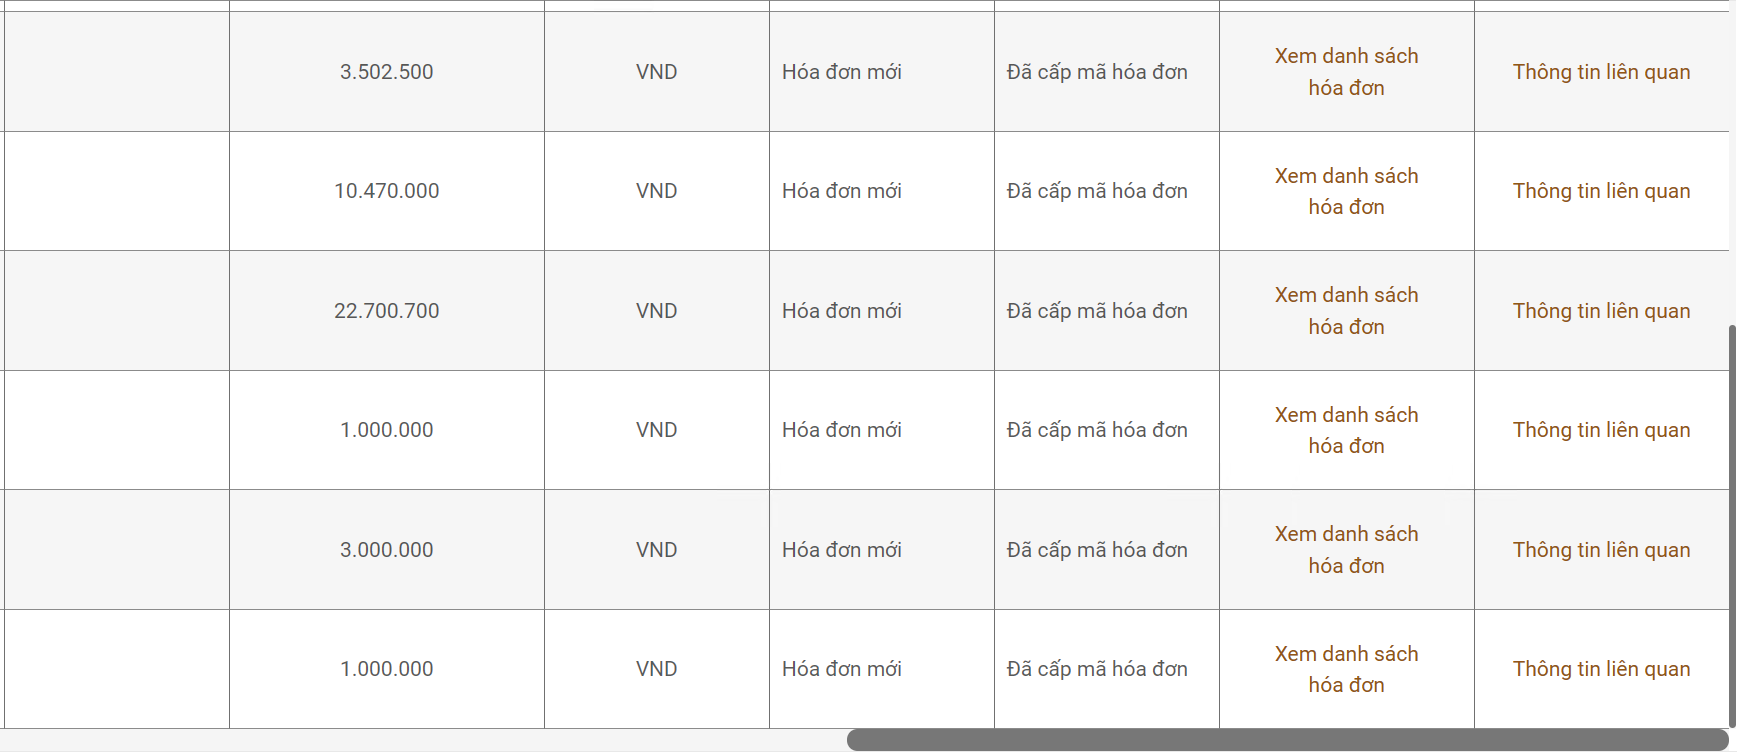 3.502.500 VND Hóa đơn mới Đã cấp mã hóa đơn Xem danh sách hóa đơn Thông tin liên quan
10.470.000 VND Hóa đơn mới Đã cấp mã hóa đơn Xem danh sách hóa đơn Thông tin liên quan
22.700.700 VND Hóa đơn mới Đã cấp mã hóa đơn Xem danh sách hóa đơn Thông tin liên quan
1.000.000 VND Hóa đơn mới Đã cấp mã hóa đơn Xem danh sách hóa đơn Thông tin liên quan
3.000.000 VND Hóa đơn mới Đã cấp mã hóa đơn Xem danh sách hóa đơn Thông tin liên quan
1.000.000 VND Hóa đơn mới Đã cấp mã hóa đơn Xem danh sách hóa đơn Thông tin liên quan